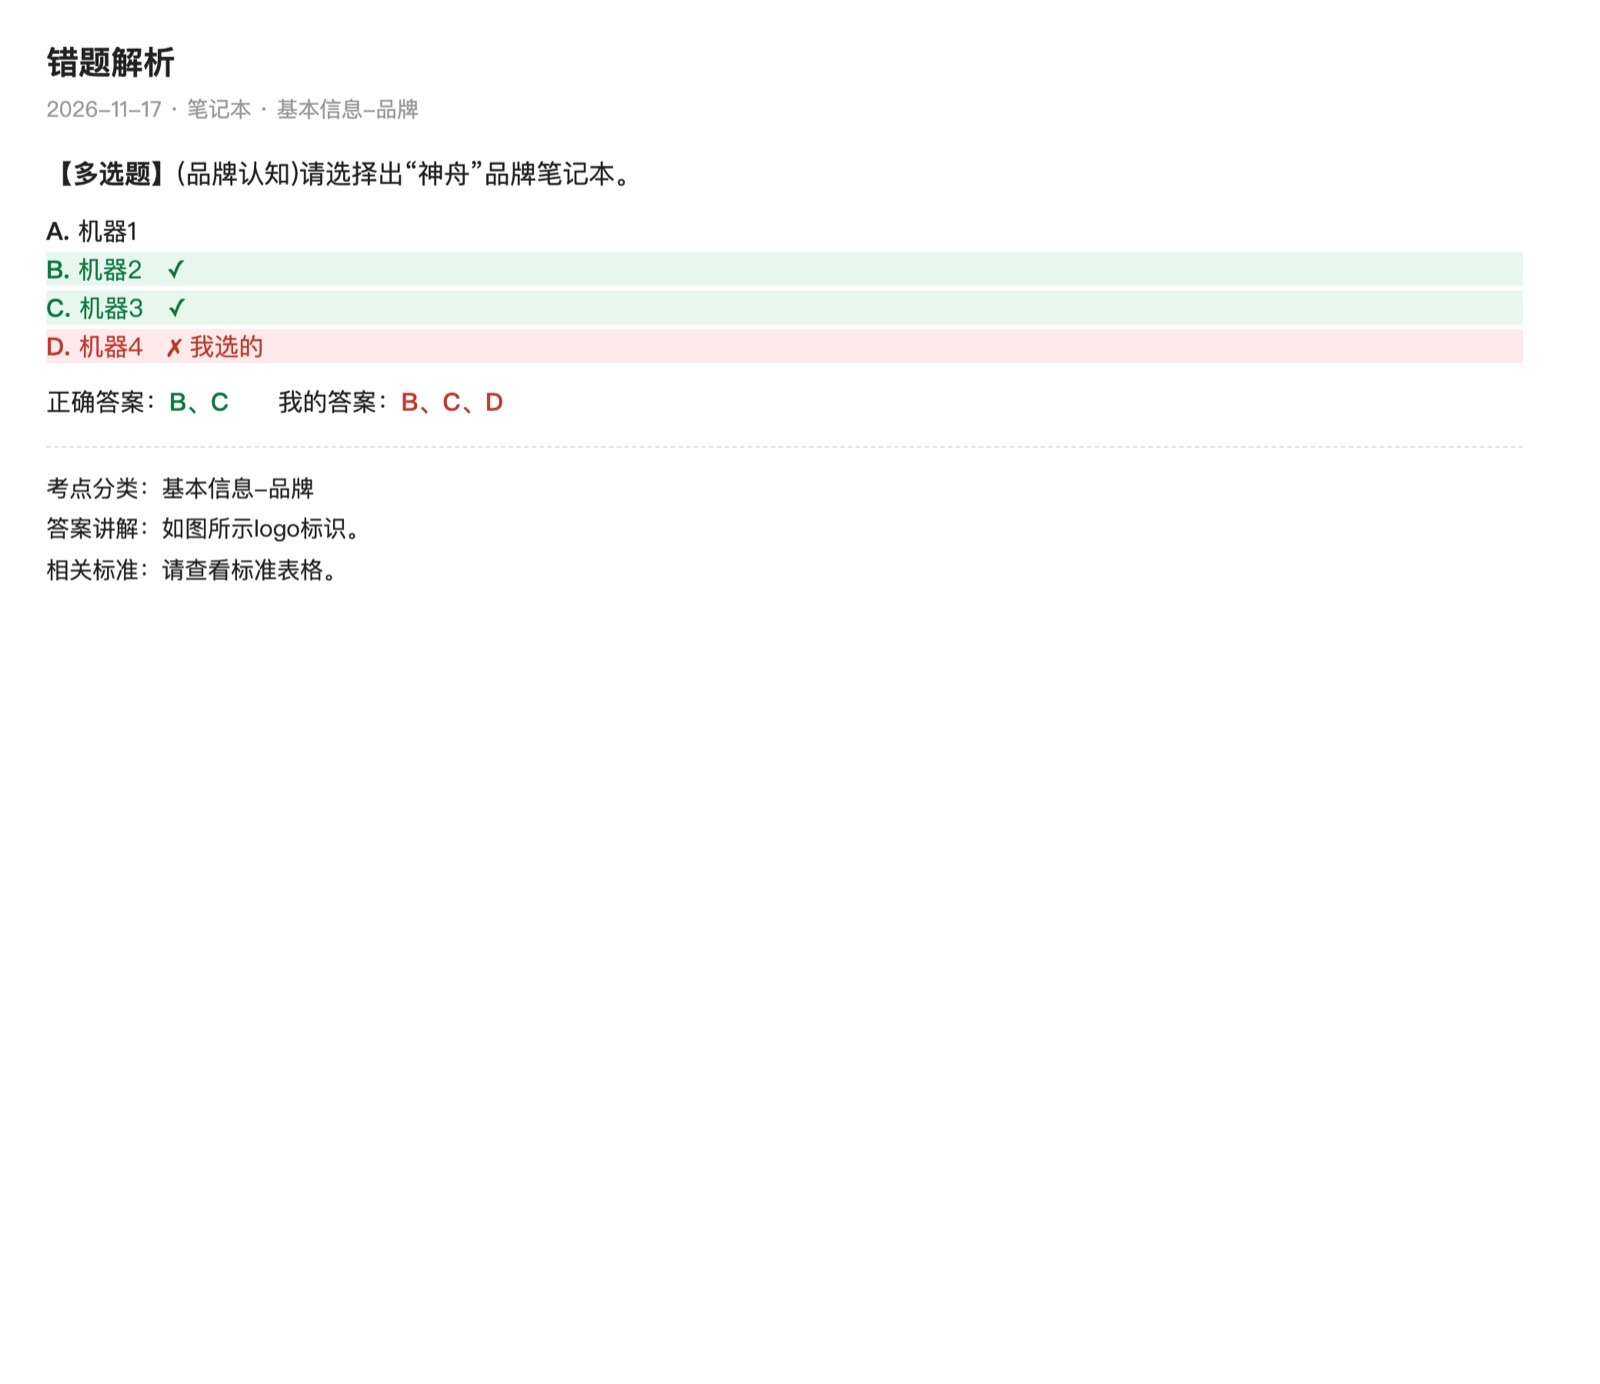 错题解析
2026-11-17 · 笔记本 · 基本信息-品牌
【多选题】(品牌认知)请选择出“神舟”品牌笔记本。
A. 机器1
B. 机器2 ✓
C. 机器3 ✓
D. 机器4 ✗ 我选的
正确答案：B、C 我的答案：B、C、D
考点分类：基本信息-品牌
答案讲解：如图所示logo标识。
相关标准：请查看标准表格。